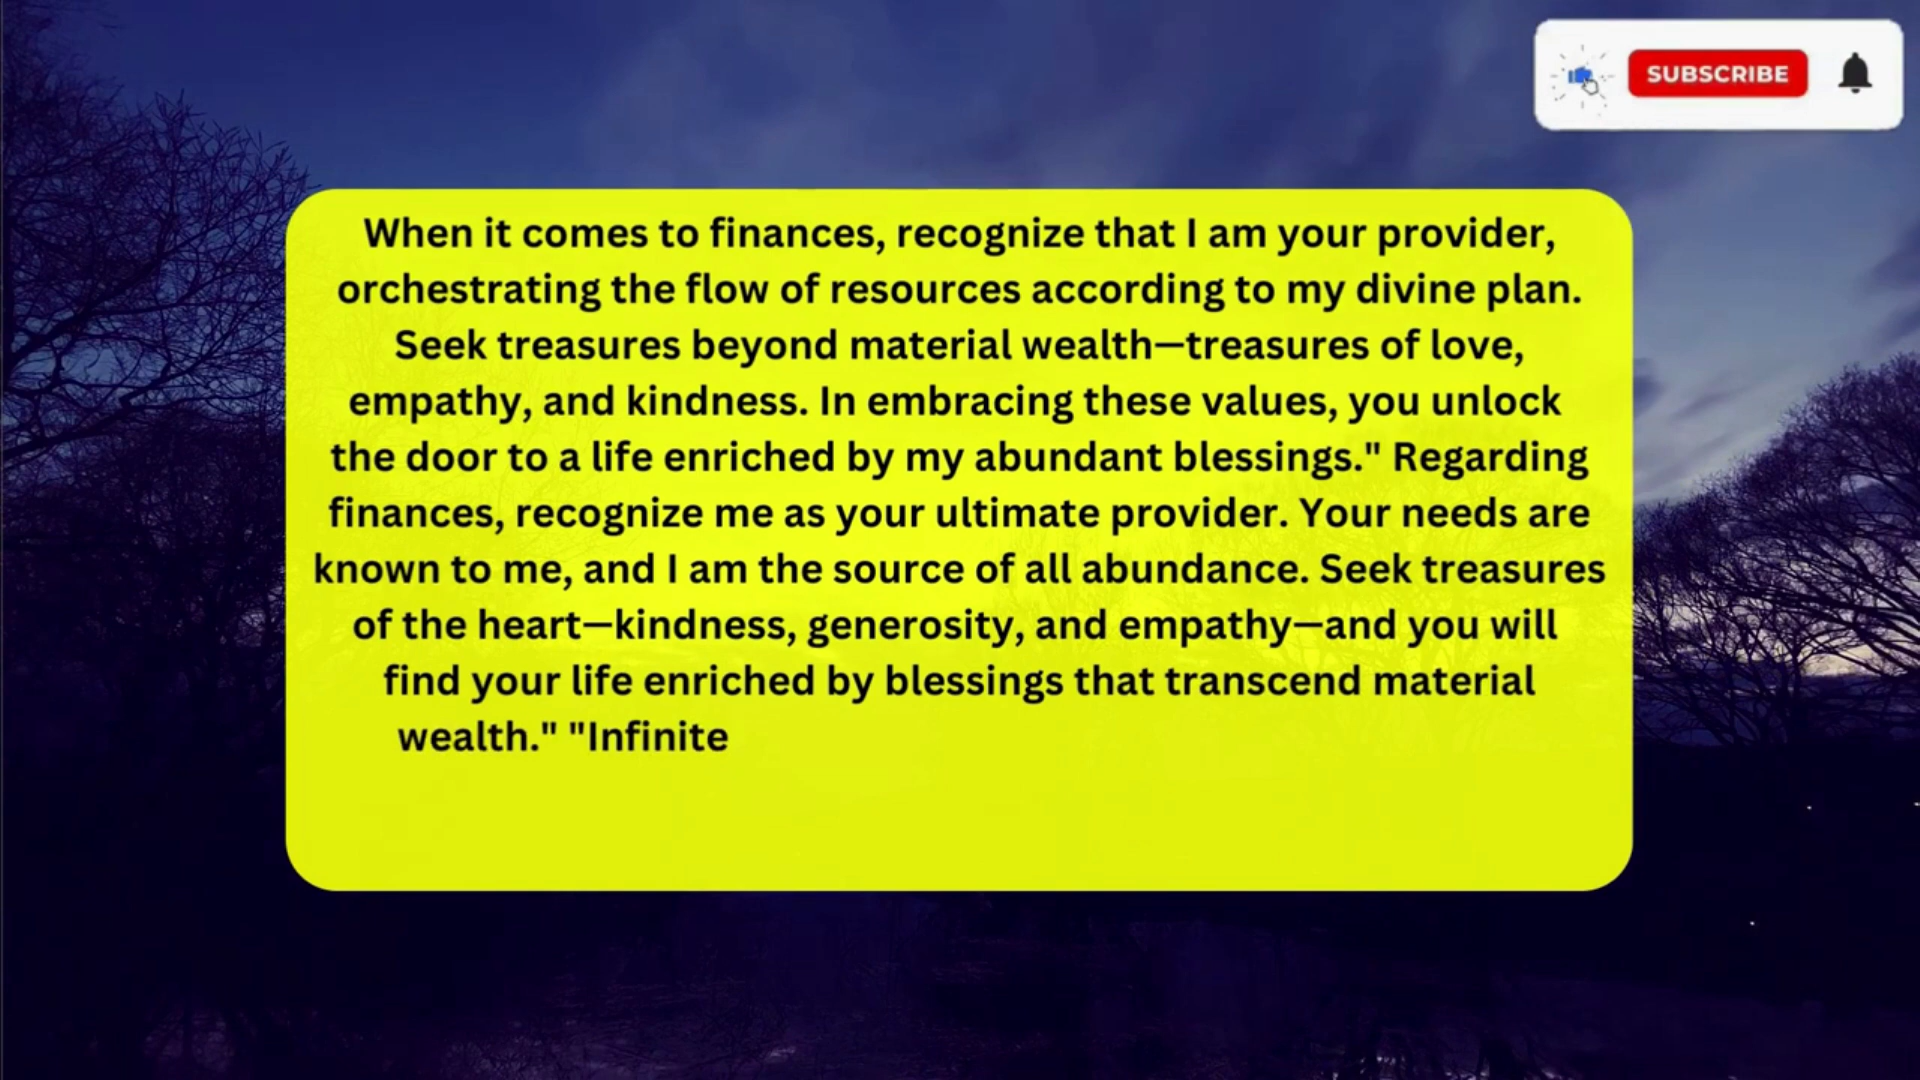 SUBSCRIBE
When it comes to finances, recognize that I am your provider,
orchestrating the flow of resources according to my divine plan.
Seek treasures beyond material wealth—treasures of love,
empathy, and kindness. In embracing these values, you unlock
the door to a life enriched by my abundant blessings." Regarding
finances, recognize me as your ultimate provider. Your needs are
known to me, and I am the source of all abundance. Seek treasures
of the heart—kindness, generosity, and empathy—and you will
find your life enriched by blessings that transcend material
wealth." "Infinite